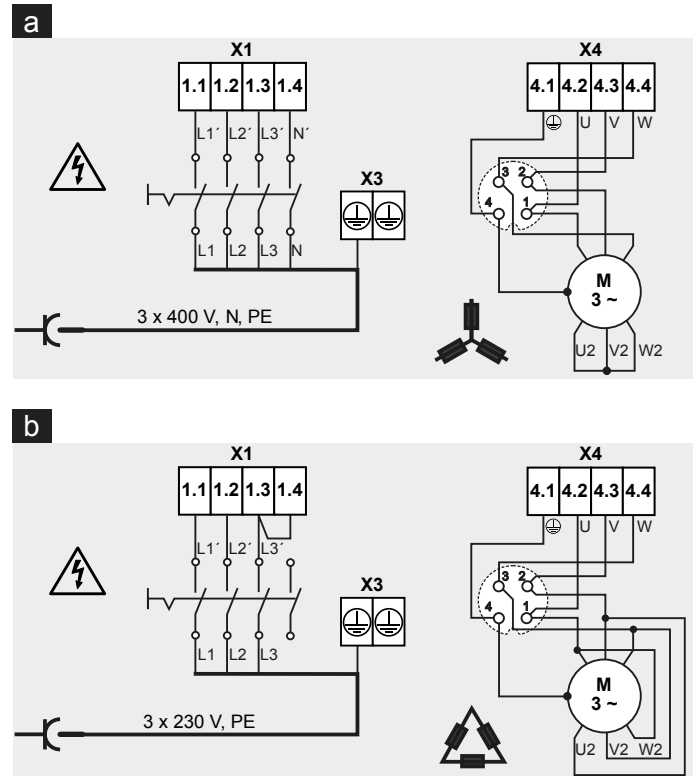 a
X1 X4
1.1 1.2 1.3 1.4 4.1 4.2 4.3 4.4
L1´ L2´ L3´ N´ U V W
X3
3 2
4 1
L1 L2 L3 N
M
3 ~
3 x 400 V, N, PE
U2 V2 W2
b
X1 X4
1.1 1.2 1.3 1.4 4.1 4.2 4.3 4.4
U V W
L1´ L2´ L3´
X3
3 2
4 1
L1 L2 L3
M
3 ~
3 x 230 V, PE
U2 V2 W2